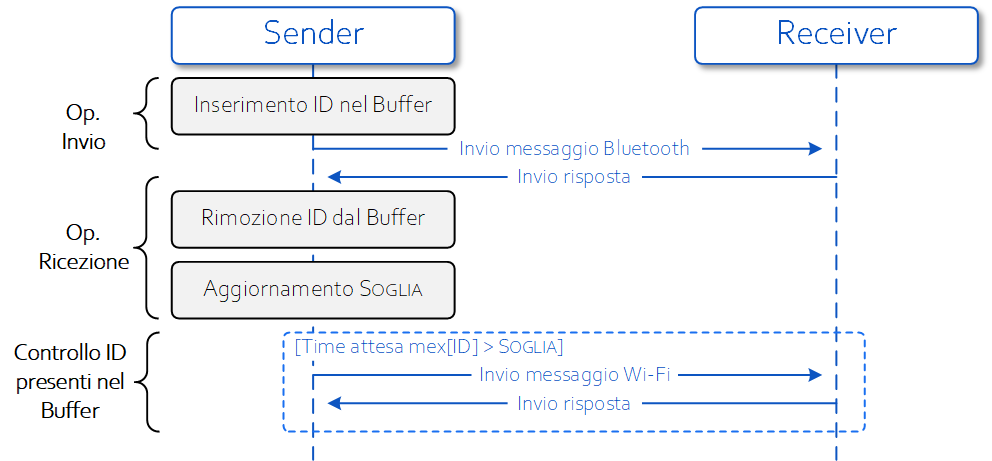 Sender
Receiver
Op.
Invio
Inserimento ID nel Buffer
Invio messaggio Bluetooth
Invio risposta
Op.
Ricezione
Rimozione ID dal Buffer
Aggiornamento SOGLIA
Controllo ID
presenti nel
Buffer
[Time attesa mex[ID] > SOGLIA]
Invio messaggio Wi-Fi
Invio risposta